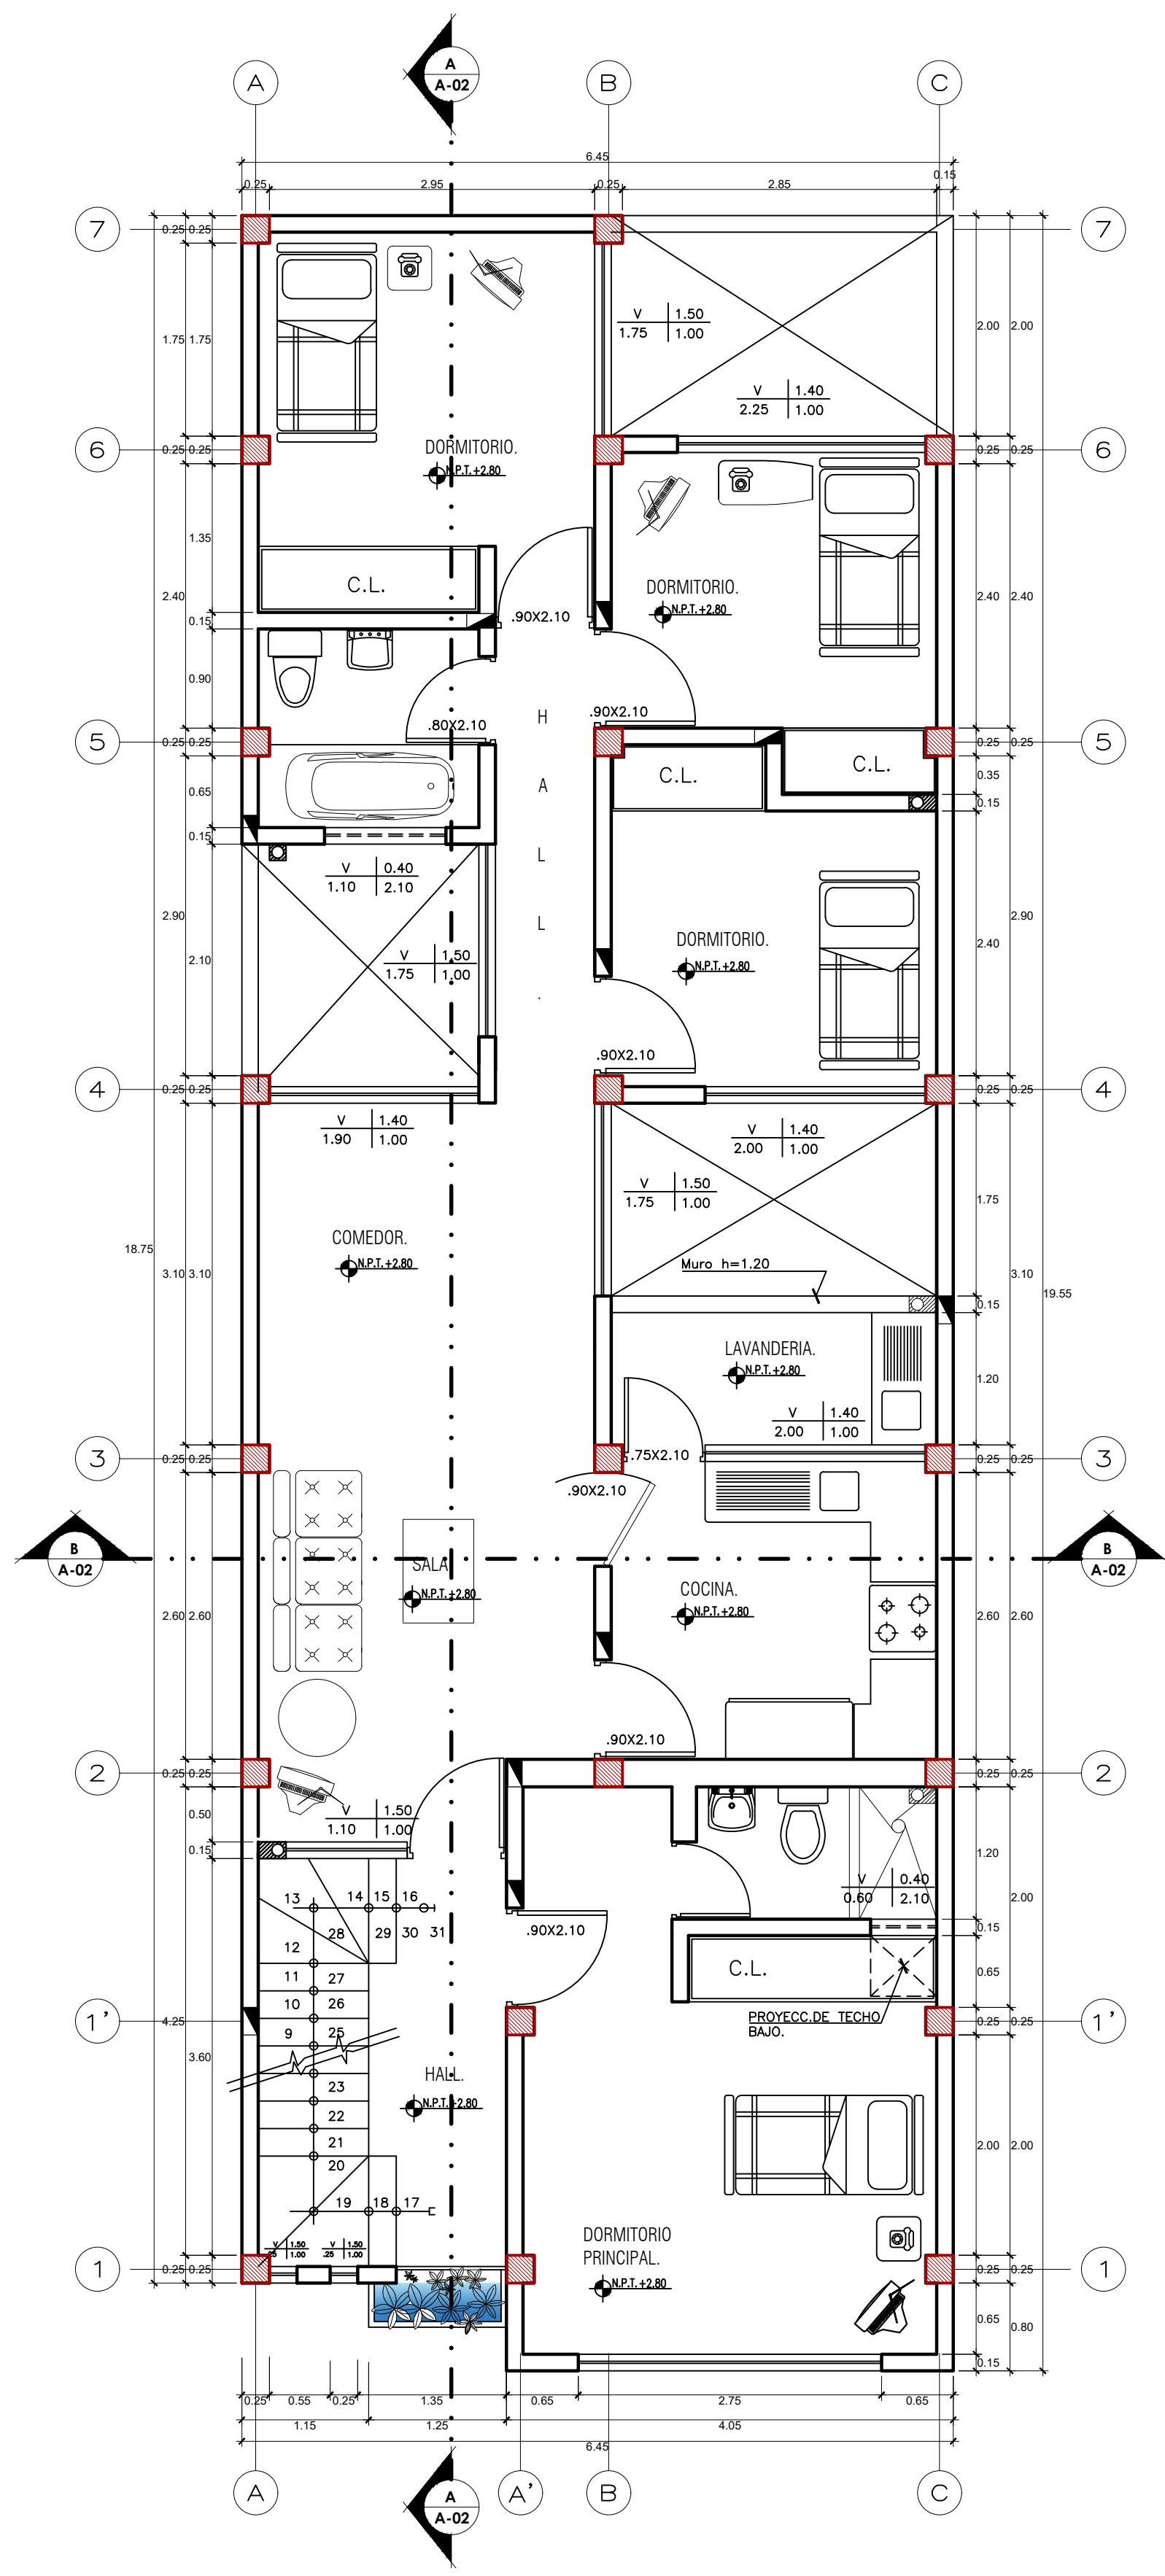 A
A-02
A
B
C
6.45
0.15
0.25
2.95
0.25
2.85
7
0.25
0.25
7
1.75
1.75
V
1.50
1.75
1.00
2.00
2.00
V
1.40
2.25
1.00
6
0.25
0.25
DORMITORIO.
N.P.T.+2.80
0.25
0.25
6
1.35
C.L.
DORMITORIO.
2.40
N.P.T.+2.80
2.40
2.40
0.15
.90X2.10
0.90
H
.90X2.10
.80X2.10
5
0.25
0.25
0.25
0.25
5
C.L.
C.L.
0.65
A
0.35
0.15
0.15
L
V
0.40
1.10
2.10
2.90
L
DORMITORIO.
2.90
2.10
V
1.50
1.75
1.00
N.P.T.+2.80
2.40
.
.90X2.10
4
0.25
0.25
0.25
0.25
4
V
1.40
1.90
1.00
V
1.40
2.00
1.00
V
1.50
1.75
1.00
1.75
COMEDOR.
N.P.T.+2.80
18.75
3.10
3.10
Muro h=1.20
3.10
19.55
0.15
LAVANDERIA.
N.P.T.+2.80
1.20
V
1.40
2.00
1.00
3
0.25
0.25
.75X2.10
0.25
0.25
3
.90X2.10
B
A-02
SALA
N.P.T.+2.80
B
A-02
COCINA.
N.P.T.+2.80
2.60
2.60
2.60
2.60
.90X2.10
2
0.25
0.25
0.25
0.25
2
0.50
V
1.50
1.10
1.00
0.15
1.20
V
0.40
0.60
2.10
2.00
13
14
15
16
28
29
30
31
.90X2.10
0.15
12
11
27
C.L.
0.65
10
26
1'
4.25
PROYECC.DE TECHO
BAJO.
0.25
0.25
1'
9
25
3.60
HALL.
N.P.T.+2.80
23
22
21
20
2.00
2.00
19
18
17
DORMITORIO
PRINCIPAL.
N.P.T.+2.80
V
1.50
.25
1.00
V
1.50
.25
1.00
1
0.25
0.25
0.25
0.25
1
0.65
0.80
0.15
0.25
0.55
0.25
1.35
0.65
2.75
0.65
1.15
1.25
4.05
6.45
A
A'
B
C
A
A-02